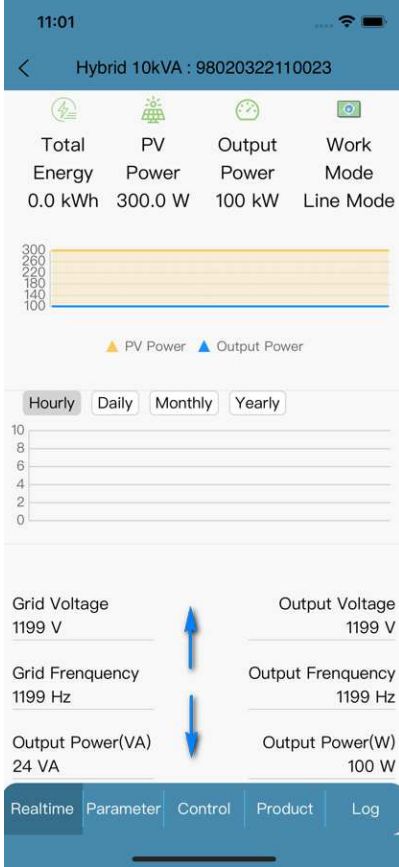 11:01
Hybrid 10kVA : 98020322110023
Total Energy
0.0 kWh
PV Power
300.0 W
Output Power
100 kW
Work Mode
Line Mode
300
260
220
180
140
100
PV Power Output Power
Hourly Daily Monthly Yearly
10
8
6
4
2
0
Grid Voltage
1199 V
Output Voltage
1199 V
Grid Frenquency
1199 Hz
Output Frenquency
1199 Hz
Output Power(VA)
24 VA
Output Power(W)
100 W
Realtime Parameter Control Product Log